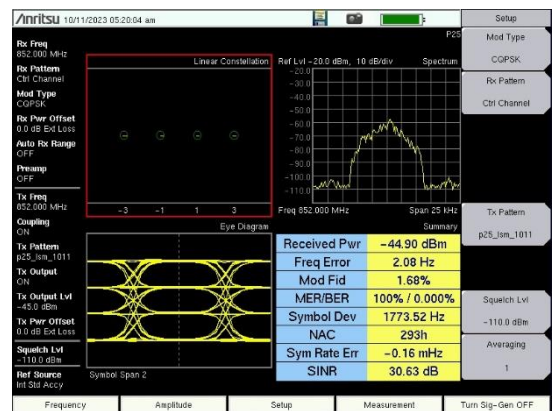 /Inritsu 10/11/2023 05:20:04 am
Rx Freq
852.000 MHz
Rx Pattern
Ctrl Channel
Mod Type
CQPSK
Rx Pwr Offset
0.0 dB Ext Loss
Auto Rx Range
OFF
Preamp
OFF
Tx Freq
852.000 MHz
Coupling
ON
Tx Pattern
p25_lsm_1011
Tx Output
ON
Tx Output Lvl
-45.0 dBm
Tx Pwr Offset
0.0 dB Ext Loss
Squelch Lvl
-110.0 dBm
Ref Source
Int Std Accy
Linear Constellation
-3 -1 1 3
P25
Ref Lvl -20.0 dBm, 10 dB/div Spectrum
-20.0
-30.0
-40.0
-50.0
-60.0
-70.0
-80.0
-90.0
-100.0
-110.0
Freq 852.000 MHz Span 25 kHz
Eye Diagram
Symbol Span 2
Summary
Received Pwr -44.90 dBm
Freq Error 2.08 Hz
Mod Fid 1.68%
MER/BER 100% / 0.000%
Symbol Dev 1773.52 Hz
NAC 293h
Sym Rate Err -0.16 mHz
SINR 30.63 dB
Setup
Mod Type
CQPSK
Rx Pattern
Ctrl Channel
Tx Pattern
p25_lsm_1011
Squelch Lvl
-110.0 dBm
Averaging
1
Frequency Amplitude Setup Measurement Turn Sig-Gen OFF